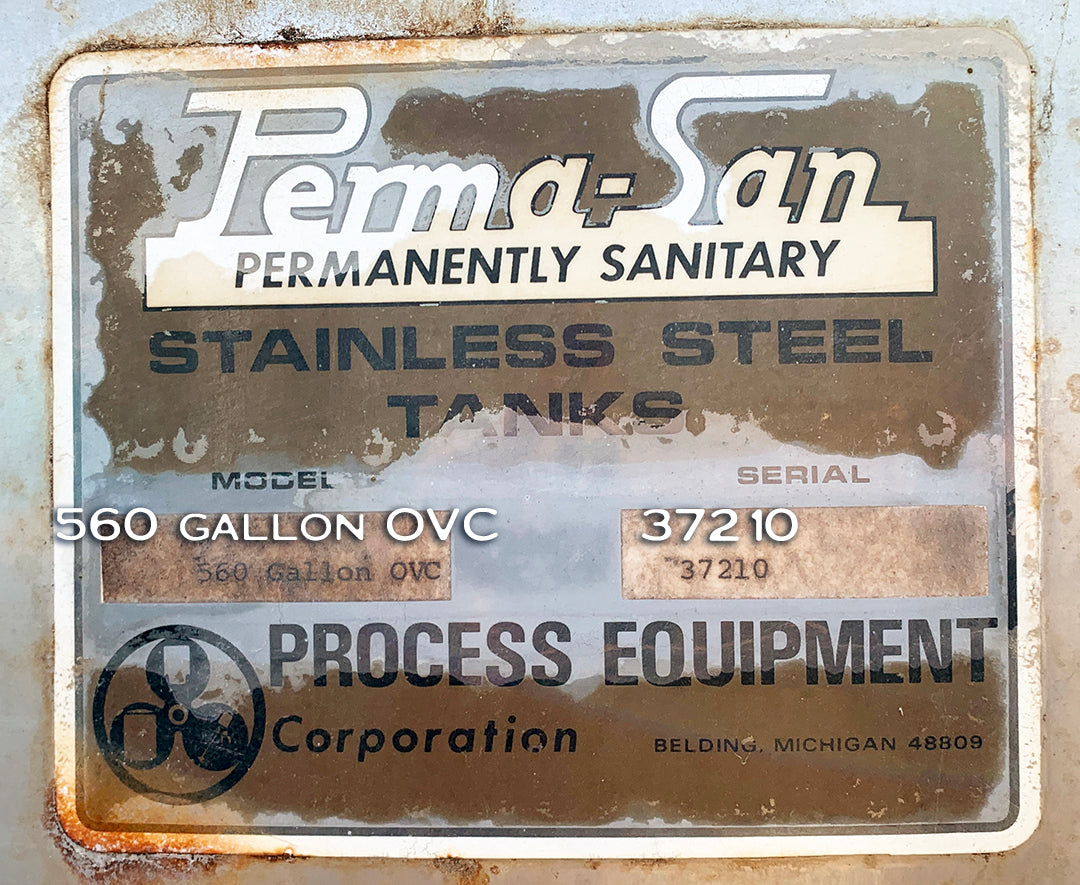 Perma-San
PERMANENTLY SANITARY
STAINLESS STEEL
TANKS
MODEL SERIAL
560 GALLON OVC 37210
560 Gallon OVC 37210
PROCESS EQUIPMENT
Corporation BELDING, MICHIGAN 48809